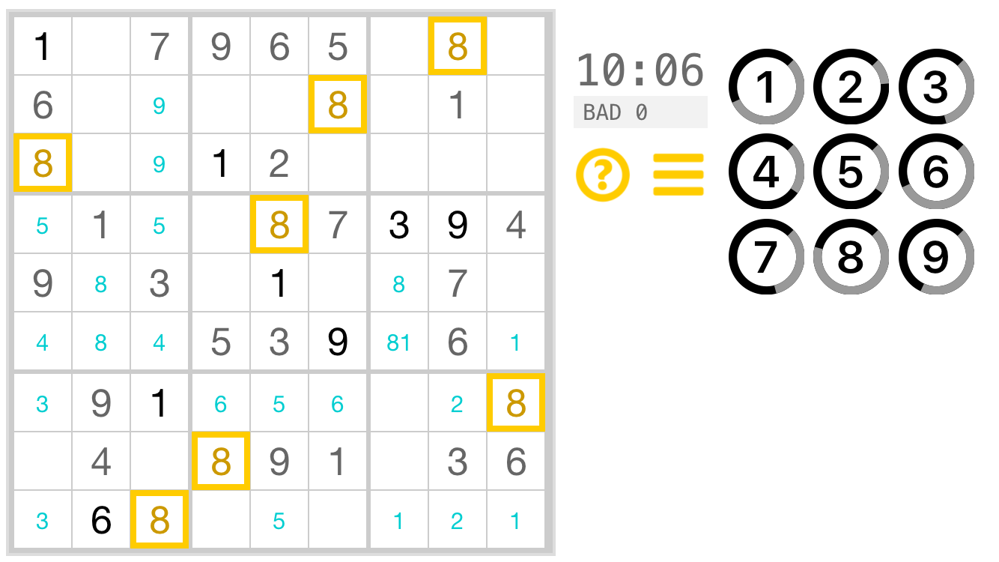 1 7 9 6 5 8
6 9 8 1
8 9 1 2
5 1 5 8 7 3 9 4
9 8 3 1 8 7
4 8 4 5 3 9 81 6 1
3 9 1 6 5 6 2 8
4 8 9 1 3 6
3 6 8 5 1 2 1
10:06
BAD 0
?
1 2 3
4 5 6
7 8 9